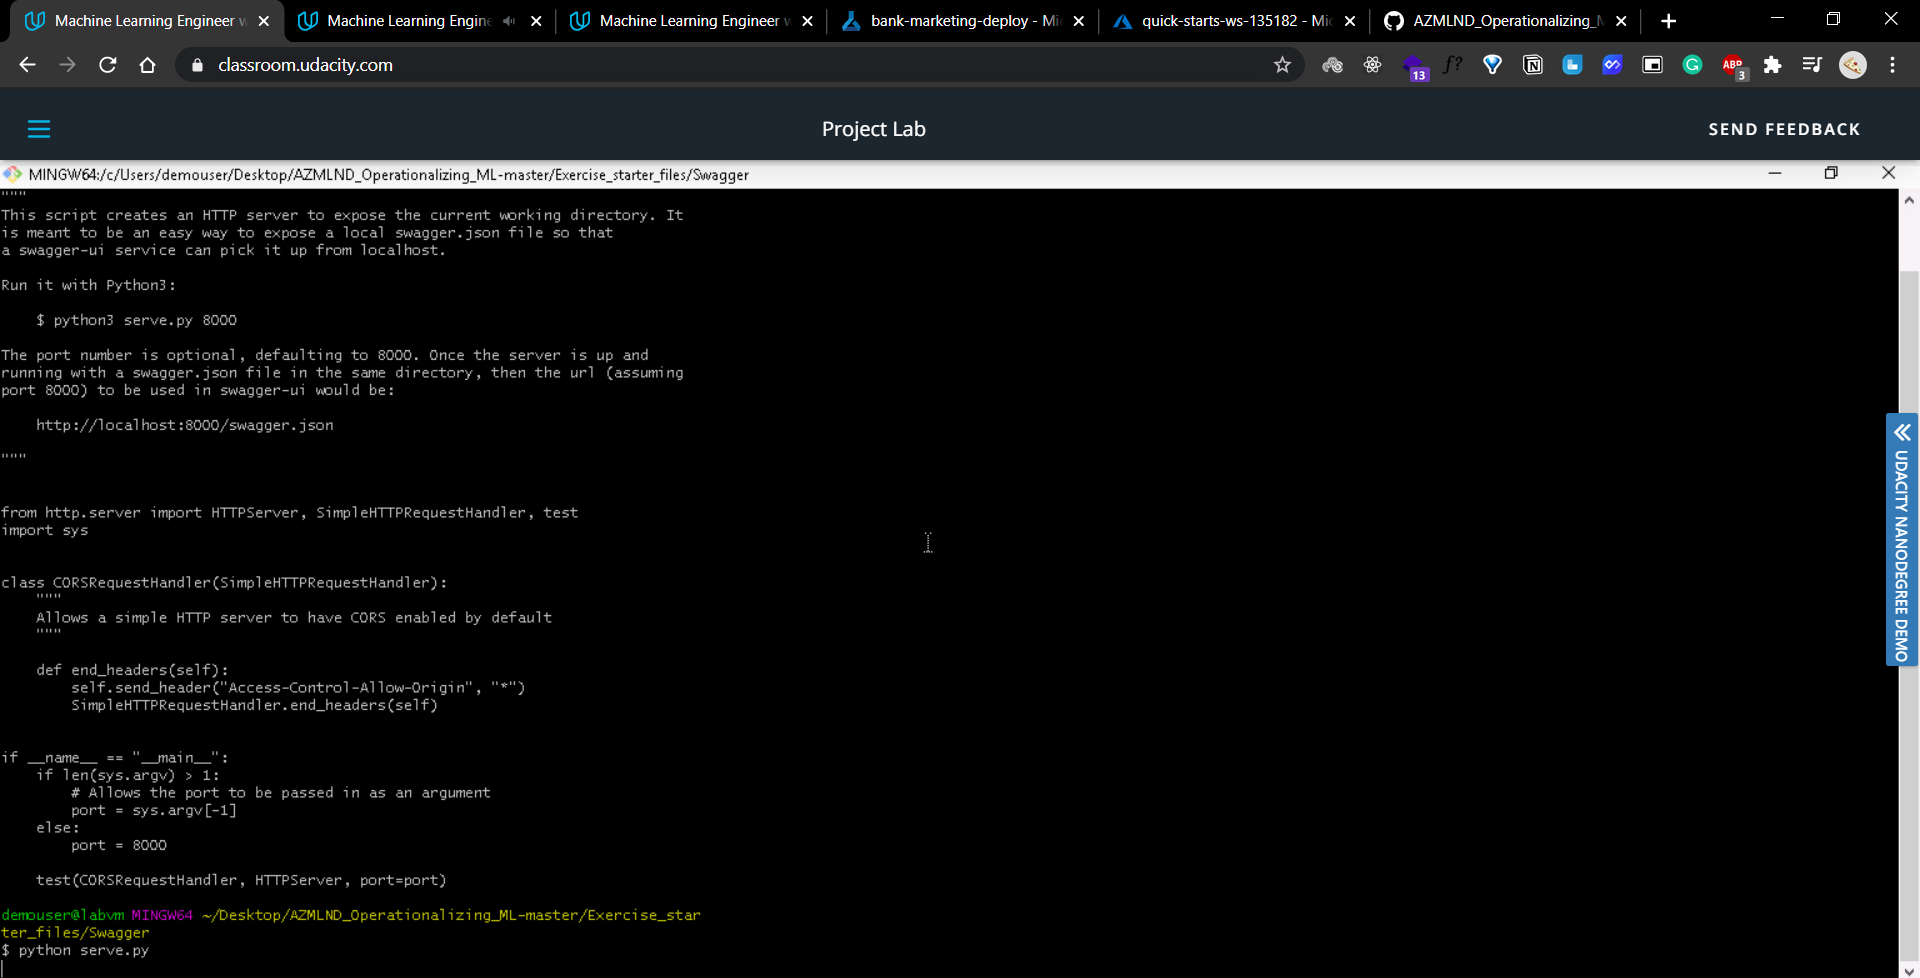 Machine Learning Engineer w
Machine Learning Engine
Machine Learning Engineer w
bank-marketing-deploy - Mi
quick-starts-ws-135182 - Mic
AZMLND_Operationalizing_M
classroom.udacity.com
13
f?
ABP
3
Project Lab
SEND FEEDBACK
MINGW64:/c/Users/demouser/Desktop/AZMLND_Operationalizing_ML-master/Exercise_starter_files/Swagger
"""
This script creates an HTTP server to expose the current working directory. It
is meant to be an easy way to expose a local swagger.json file so that
a swagger-ui service can pick it up from localhost.
Run it with Python3:
$ python3 serve.py 8000
The port number is optional, defaulting to 8000. Once the server is up and
running with a swagger.json file in the same directory, then the url (assuming
port 8000) to be used in swagger-ui would be:
http://localhost:8000/swagger.json
"""
from http.server import HTTPServer, SimpleHTTPRequestHandler, test
import sys
class CORSRequestHandler(SimpleHTTPRequestHandler):
"""
Allows a simple HTTP server to have CORS enabled by default
"""
def end_headers(self):
self.send_header("Access-Control-Allow-Origin", "*")
SimpleHTTPRequestHandler.end_headers(self)
if __name__ == "__main__":
if len(sys.argv) > 1:
# Allows the port to be passed in as an argument
port = sys.argv[-1]
else:
port = 8000
test(CORSRequestHandler, HTTPServer, port=port)
demouser@labvm MINGW64 ~/Desktop/AZMLND_Operationalizing_ML-master/Exercise_star
ter_files/Swagger
$ python serve.py
UDACITY NANODEGREE DEMO